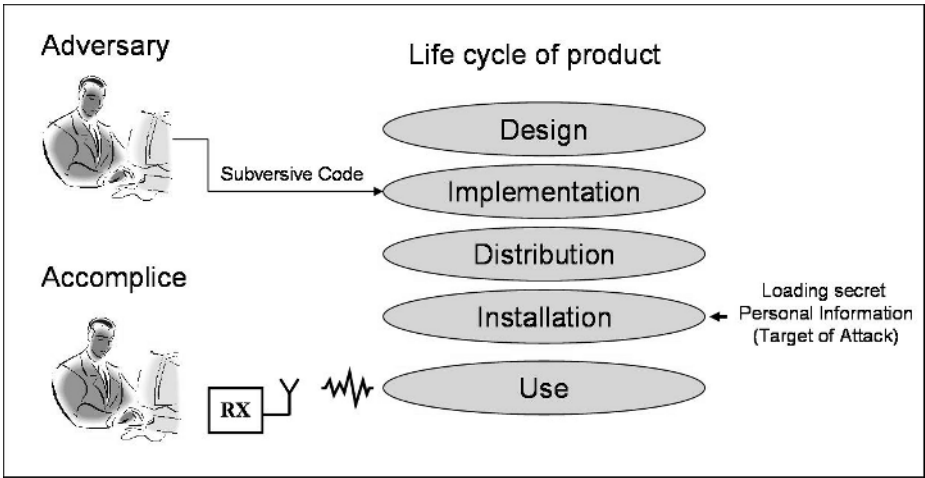 Adversary
Life cycle of product
Design
Subversive Code
Implementation
Distribution
Accomplice
Installation
Loading secret
Personal Information
(Target of Attack)
RX
Use